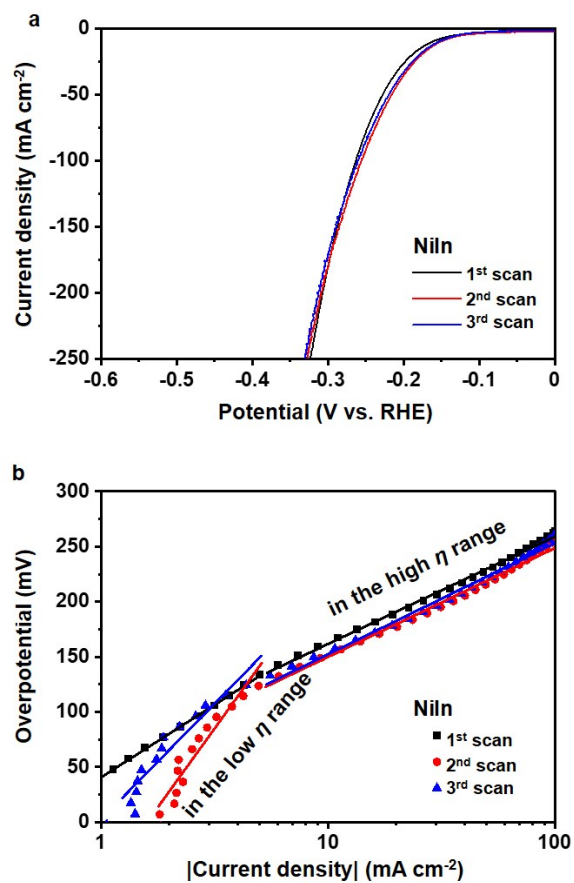 a
0
-50
-100
-150
-200
-250
Current density (mA cm-2)
NiIn
1st scan
2nd scan
3rd scan
-0.6
-0.5
-0.4
-0.3
-0.2
-0.1
0
Potential (V vs. RHE)
b
300
250
200
150
100
50
0
Overpotential (mV)
in the high η range
in the low η range
NiIn
1st scan
2nd scan
3rd scan
1
10
100
|Current density| (mA cm-2)